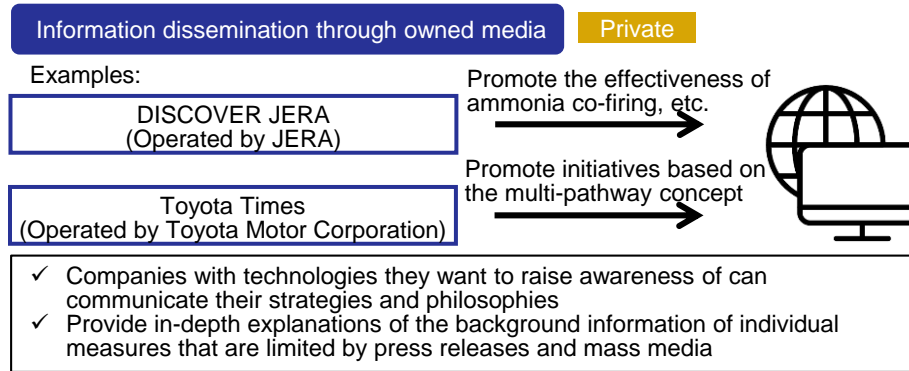 Information dissemination through owned media
Private
Examples:
DISCOVER JERA
(Operated by JERA)
Promote the effectiveness of
ammonia co-firing, etc.
Toyota Times
(Operated by Toyota Motor Corporation)
Promote initiatives based on
the multi-pathway concept
✓ Companies with technologies they want to raise awareness of can
communicate their strategies and philosophies
✓ Provide in-depth explanations of the background information of individual
measures that are limited by press releases and mass media